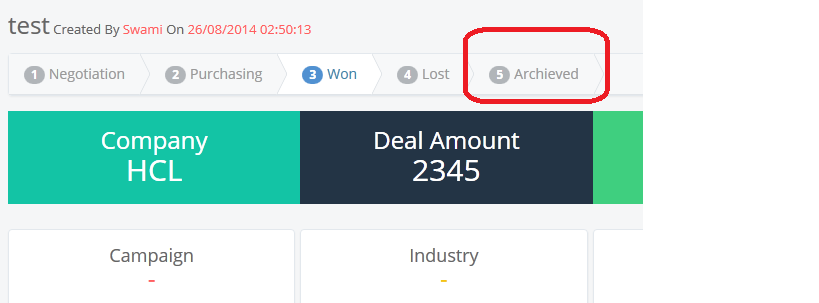 test Created By Swami On 26/08/2014 02:50:13
1 Negotiation 2 Purchasing 3 Won 4 Lost 5 Archieved
Company Deal Amount
HCL 2345
Campaign Industry
- -